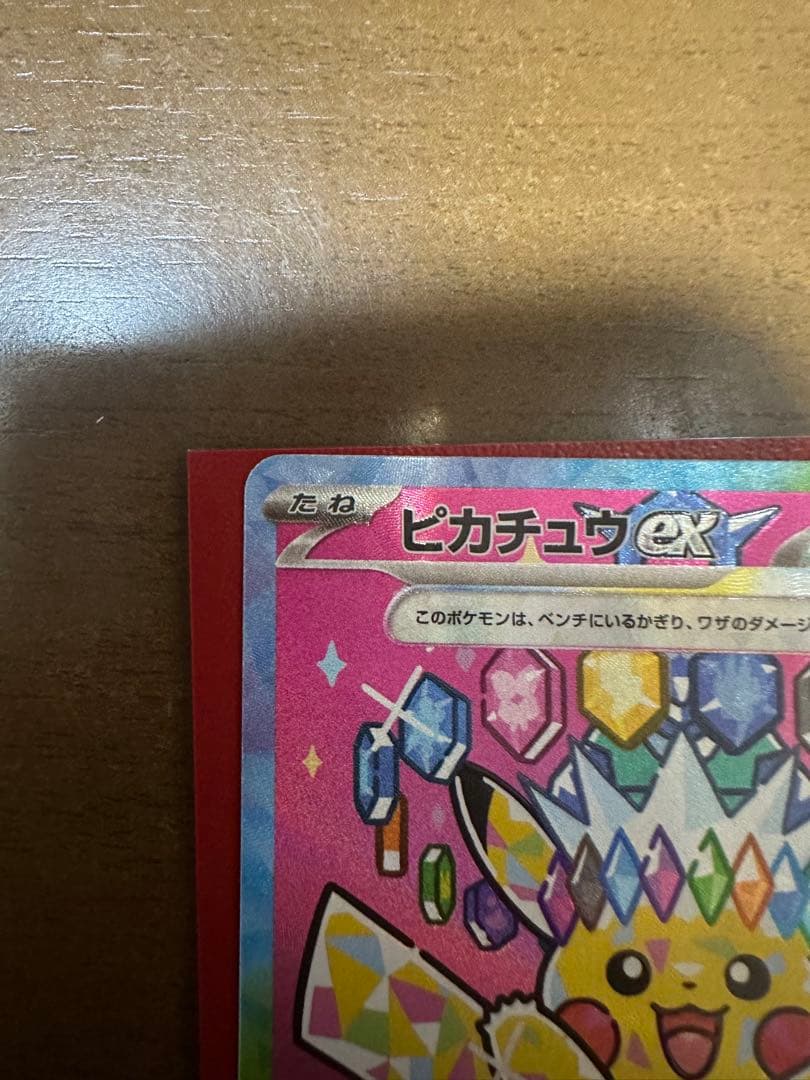 たね
ピカチュウex
このポケモンは、ベンチにいるかぎり、ワザのダメージ